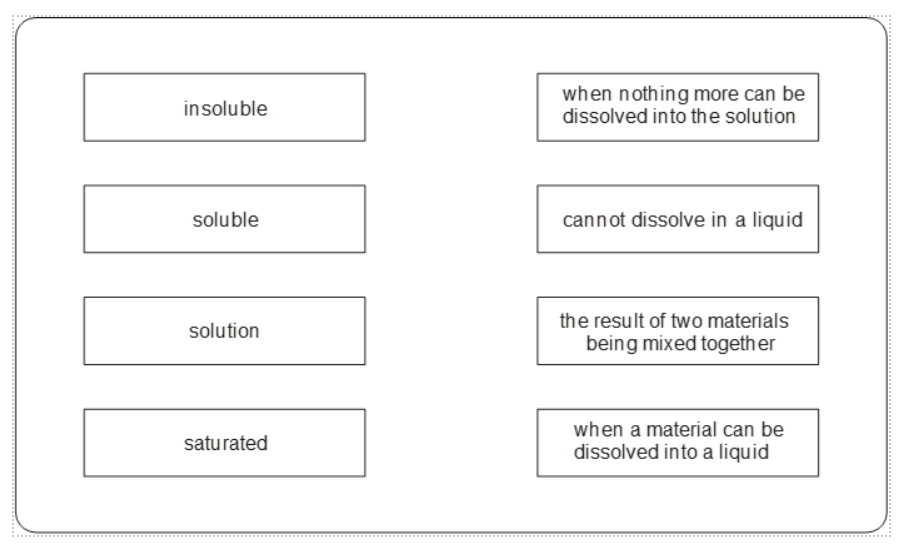 insoluble
when nothing more can be
dissolved into the solution
soluble
cannot dissolve in a liquid
solution
the result of two materials
being mixed together
saturated
when a material can be
dissolved into a liquid